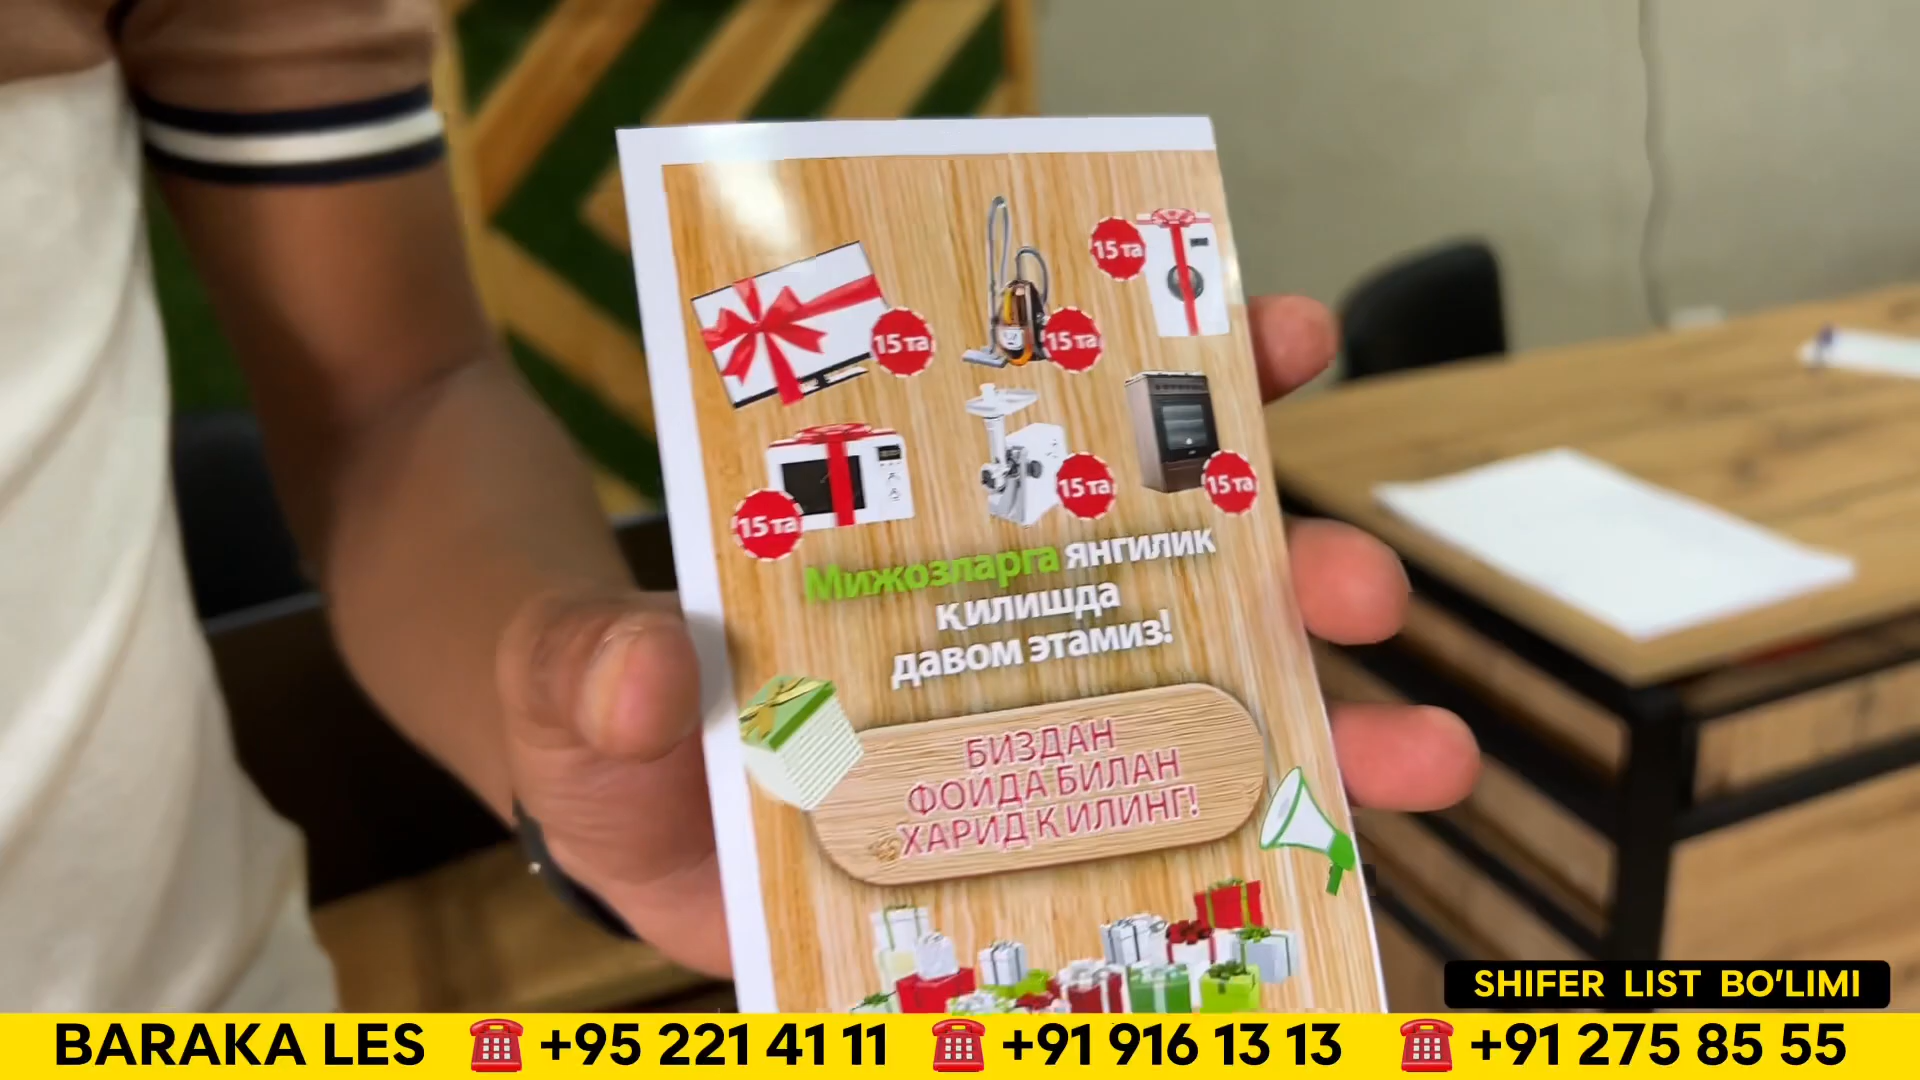 15 та
15 та
15 та
15 та
15 та
15 та
Мижозларга янгилик
қилишда
давом этамиз!
БИЗДАН
ФОЙДА БИЛАН
ХАРИД ҚИЛИНГ!
SHIFER LIST BO'LIMI
BARAKA LES ☎ +95 221 41 11 ☎ +91 916 13 13 ☎ +91 275 85 55